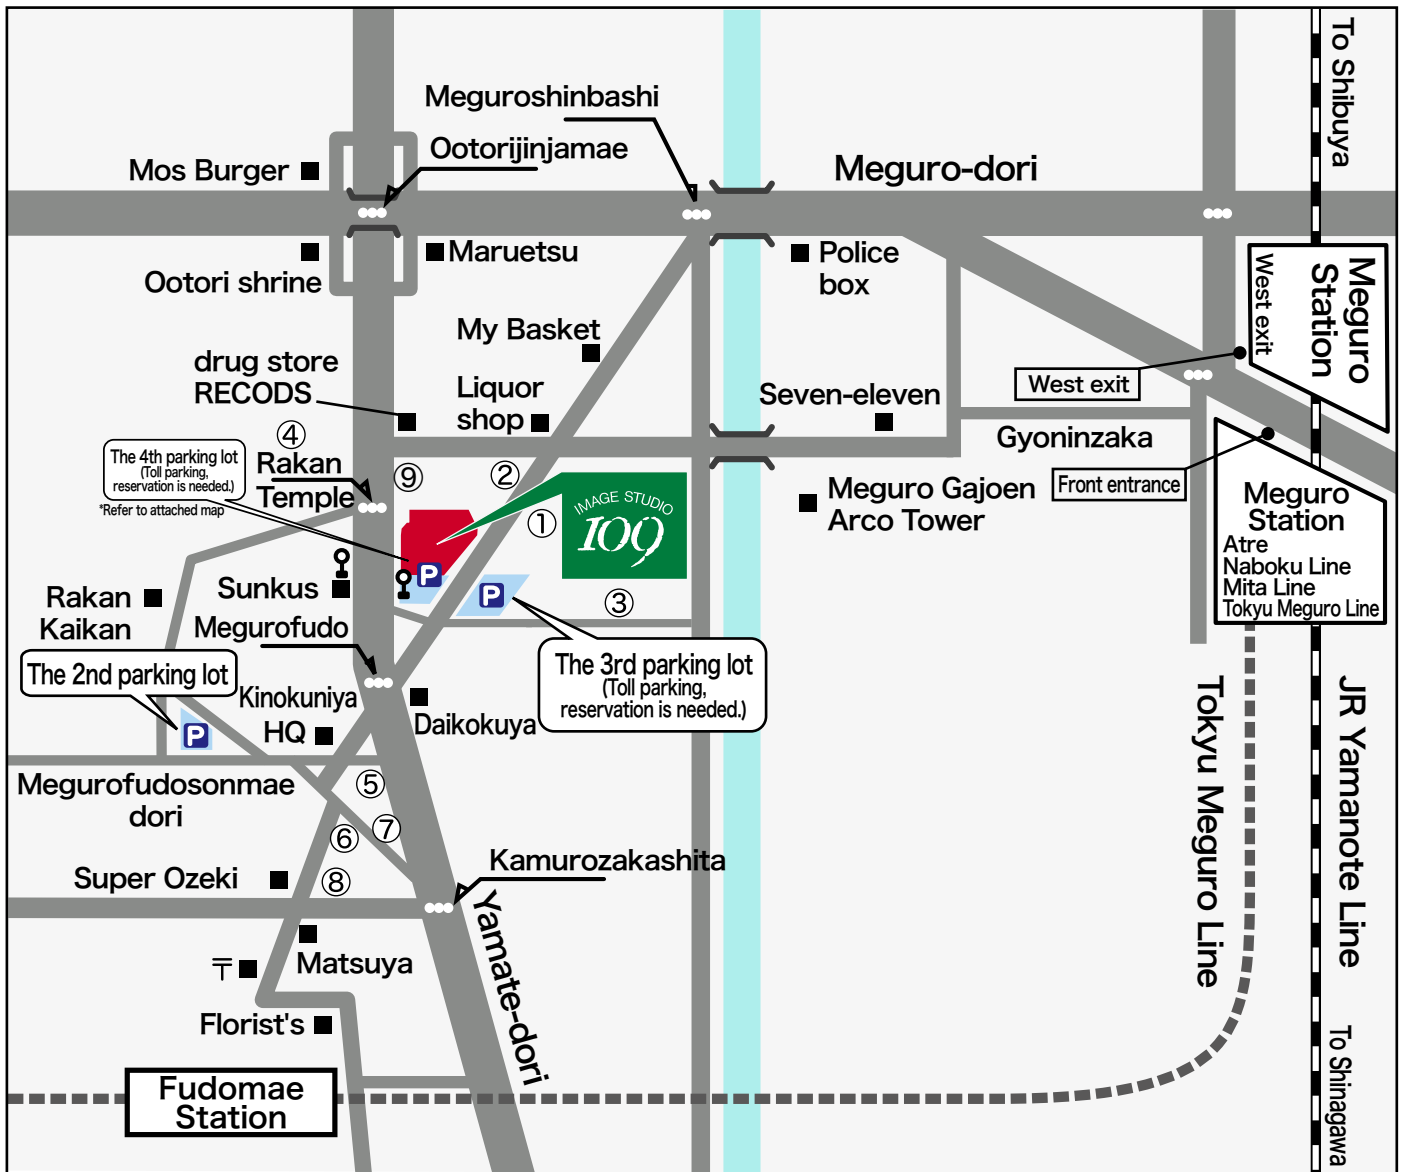 To Shibuya
Meguroshinbashi
Ootorijinjamae
Mos Burger
Meguro-dori
Maruetsu
Ootori shrine
Police
box
Meguro
Station
West exit
My Basket
drug store
RECODS
Liquor
shop
Seven-eleven
West exit
Gyoninzaka
④
The 4th parking lot
(Toll parking,
reservation is needed.)
*Refer to attached map
Rakan
Temple
⑨
②
①
IMAGE STUDIO
109
Meguro Gajoen
Arco Tower
Front entrance
Meguro
Station
Atre
Naboku Line
Mita Line
Tokyu Meguro Line
Sunkus
P
P
③
Rakan
Kaikan
Megurofudo
The 2nd parking lot
The 3rd parking lot
(Toll parking,
reservation is needed.)
Kinokuniya
HQ
P
Daikokuya
Megurofudosonmae
dori
⑤
⑥
⑦
⑧
Tokyu Meguro Line
JR Yamanote Line
Super Ozeki
Kamurozakashita
Yamate-dori
Matsuya
〒
Florist's
Fudomae
Station
To Shinagawa